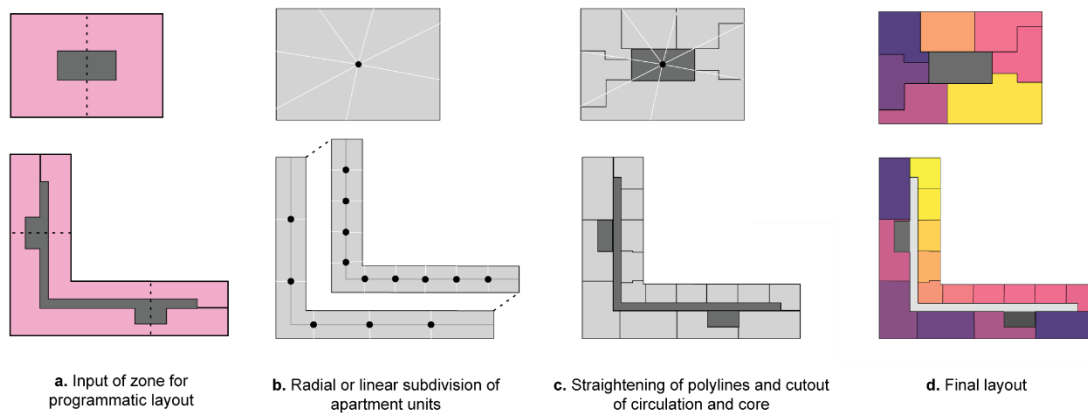 a. Input of zone for
programmatic layout
b. Radial or linear subdivision of
apartment units
c. Straightening of polylines and cutout
of circulation and core
d. Final layout